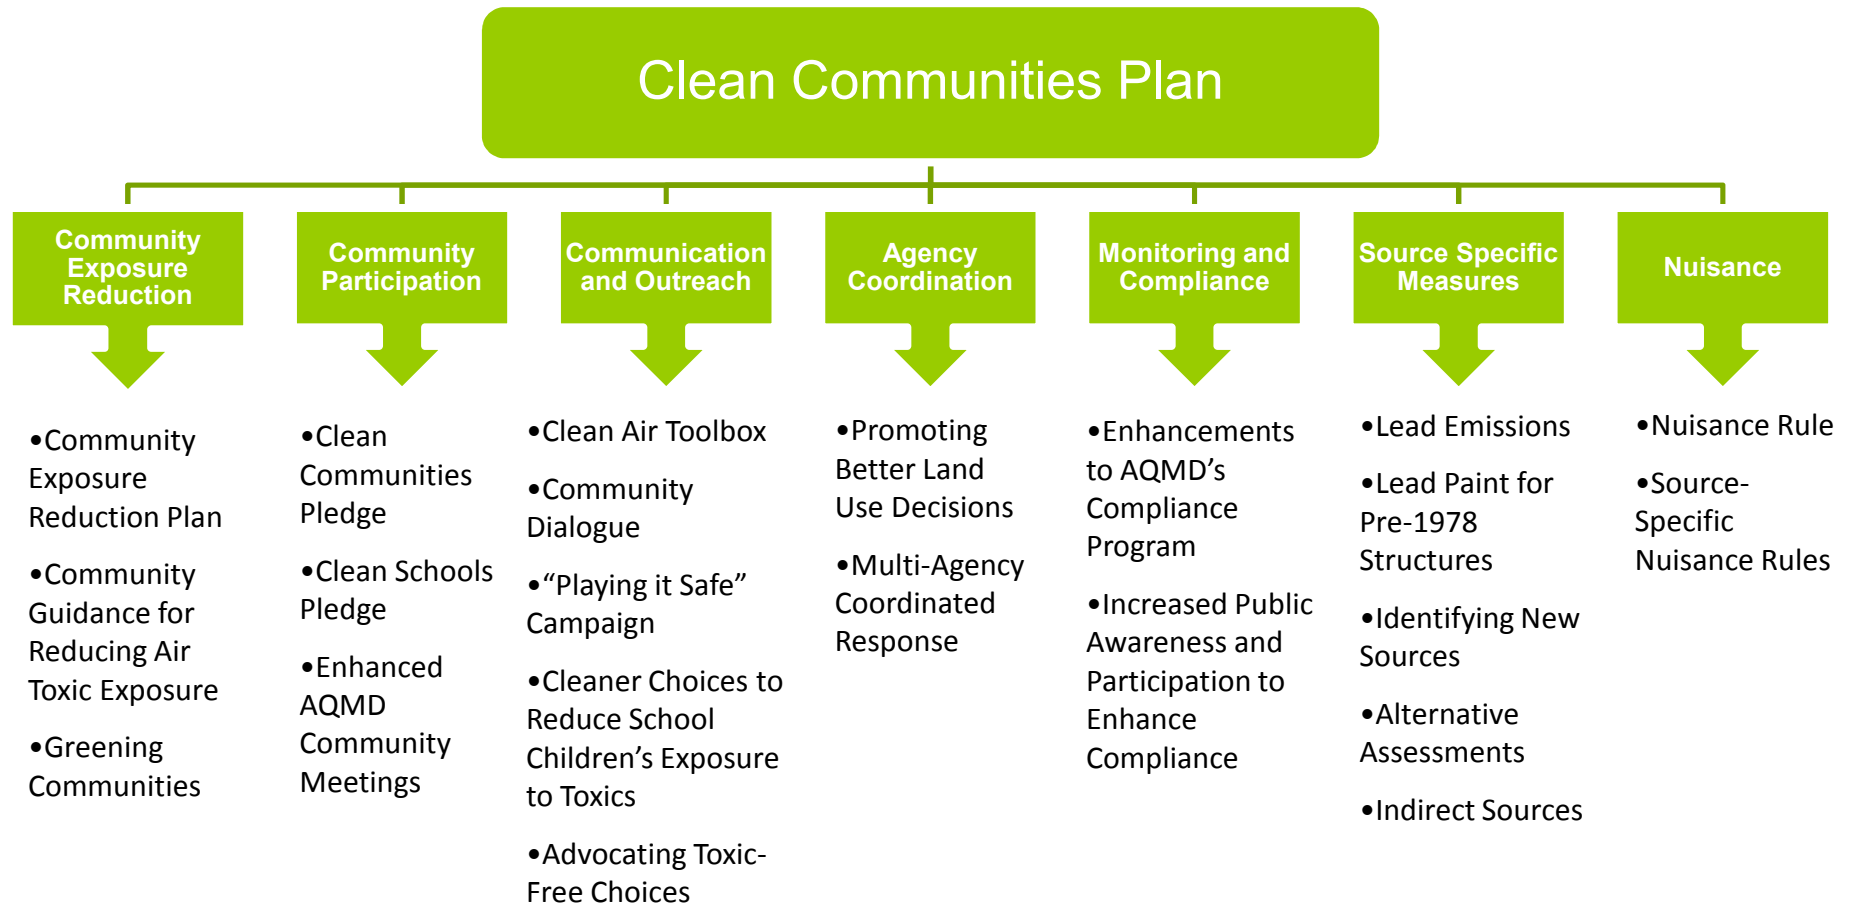 Clean Communities Plan
Community
Exposure
Reduction
Community
Participation
Communication
and Outreach
Agency
Coordination
Monitoring and
Compliance
Source Specific
Measures
Nuisance
•Community
Exposure
Reduction Plan
•Community
Guidance for
Reducing Air
Toxic Exposure
•Greening
Communities
•Clean
Communities
Pledge
•Clean Schools
Pledge
•Enhanced
AQMD
Community
Meetings
•Clean Air Toolbox
•Community
Dialogue
•“Playing it Safe”
Campaign
•Cleaner Choices to
Reduce School
Children’s Exposure
to Toxics
•Advocating Toxic-
Free Choices
•Promoting
Better Land
Use Decisions
•Multi-Agency
Coordinated
Response
•Enhancements
to AQMD’s
Compliance
Program
•Increased Public
Awareness and
Participation to
Enhance
Compliance
•Lead Emissions
•Lead Paint for
Pre-1978
Structures
•Identifying New
Sources
•Alternative
Assessments
•Indirect Sources
•Nuisance Rule
•Source-
Specific
Nuisance Rules